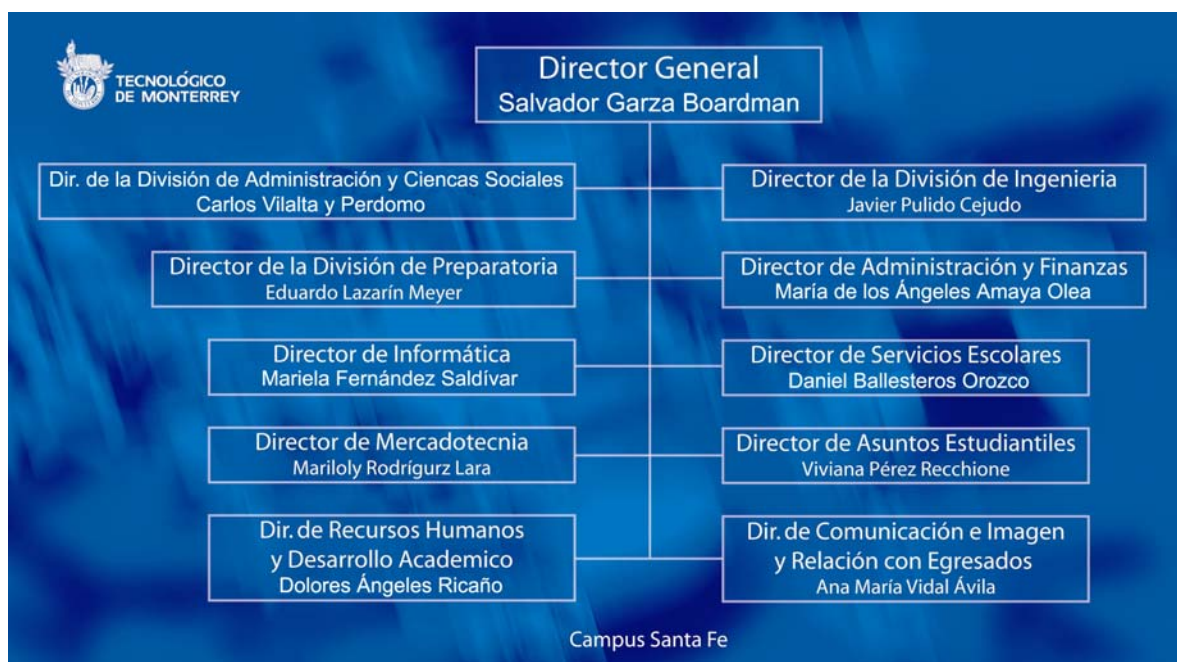 TECNOLÓGICO
DE MONTERREY
Director General
Salvador Garza Boardman
Dir. de la División de Administración y Ciencas Sociales
Carlos Vilalta y Perdomo
Director de la División de Ingenieria
Javier Pulido Cejudo
Director de la División de Preparatoria
Eduardo Lazarín Meyer
Director de Administración y Finanzas
María de los Ángeles Amaya Olea
Director de Informática
Mariela Fernández Saldívar
Director de Servicios Escolares
Daniel Ballesteros Orozco
Director de Mercadotecnia
Mariloly Rodrígurz Lara
Director de Asuntos Estudiantiles
Viviana Pérez Recchione
Dir. de Recursos Humanos
y Desarrollo Academico
Dolores Ángeles Ricaño
Dir. de Comunicación e Imagen
y Relación con Egresados
Ana María Vidal Ávila
Campus Santa Fe